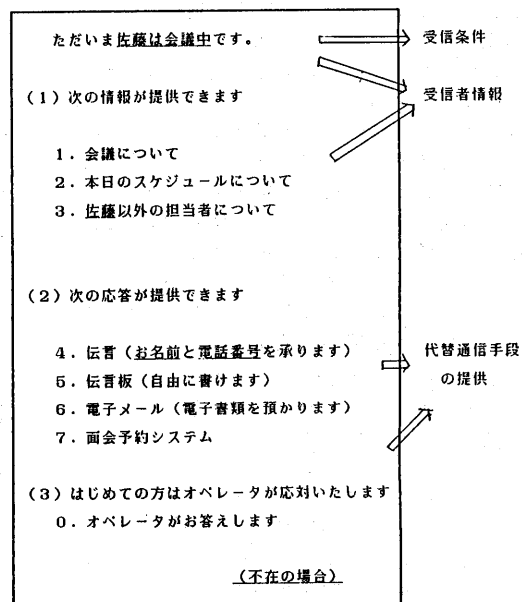 ただいま佐藤は会議中です。
受信条件
(1)次の情報が提供できます
受信者情報
1.会議について
2.本日のスケジュールについて
3.佐藤以外の担当者について
(2)次の応答が提供できます
4.伝言(お名前と電話番号を承ります)
5.伝言板(自由に書けます)
6.電子メール(電子書類を預かります)
7.面会予約システム
代替通信手段
の提供
(3)はじめての方はオペレータが応対いたします
0.オペレータがお答えします
(不在の場合)